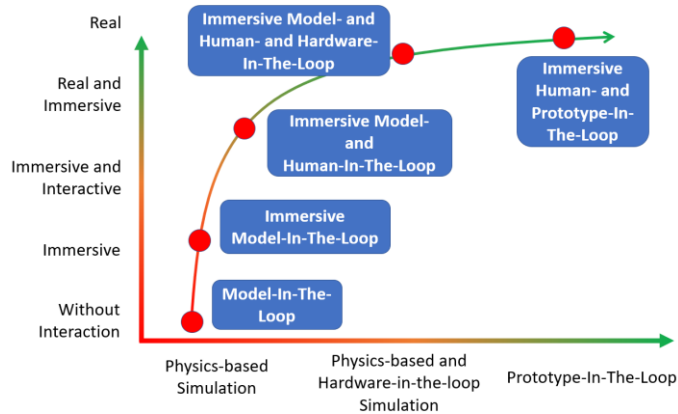 Real
Real and
Immersive
Immersive and
Interactive
Immersive
Without
Interaction
Immersive Model- and
Human- and Hardware-
In-The-Loop
Immersive
Human- and
Prototype-In-
The-Loop
Immersive Model-
and
Human-In-The-Loop
Immersive
Model-In-The-Loop
Model-In-The-
Loop
Physics-based
Simulation
Physics-based and
Hardware-in-the-loop
Simulation
Prototype-In-The-Loop